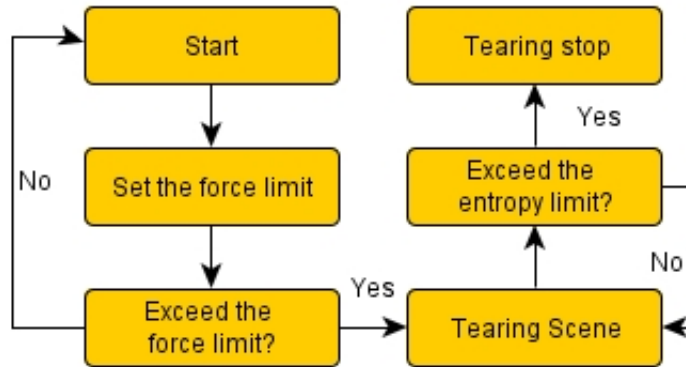 Start
Set the force limit
Exceed the
force limit?
No
Yes
Tearing Scene
Exceed the
entropy limit?
No
Yes
Tearing stop